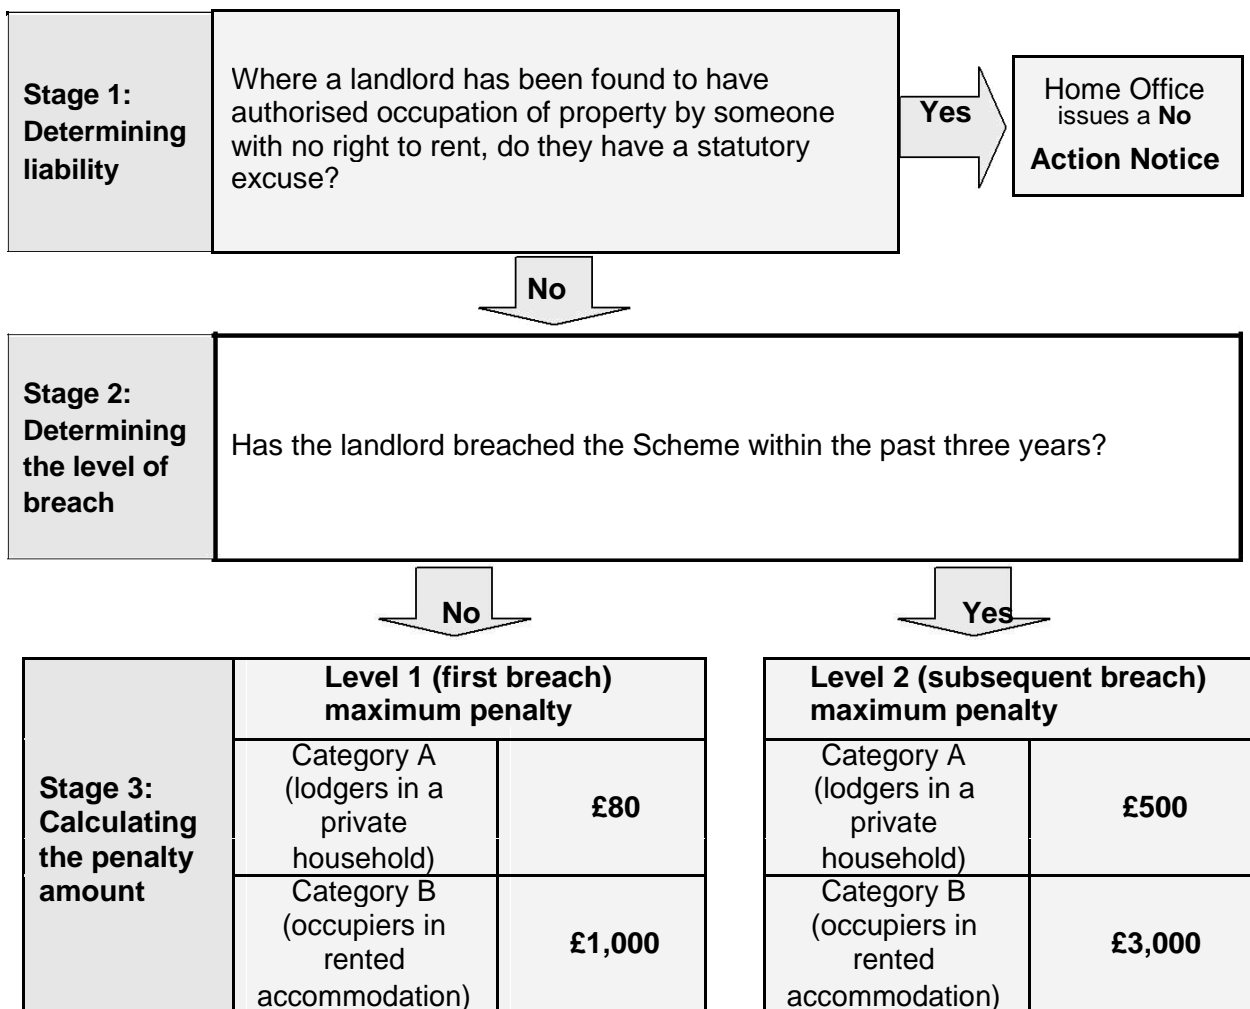 Stage 1:
Determining
liability
Where a landlord has been found to have
authorised occupation of property by someone
with no right to rent, do they have a statutory
excuse?
Yes
Home Office
issues a No
Action Notice
No
Stage 2:
Determining
the level of
breach
Has the landlord breached the Scheme within the past three years?
No
Yes
Stage 3:
Calculating
the penalty
amount
Level 1 (first breach)
maximum penalty
Category A
(lodgers in a
private
household)
£80
Category B
(occupiers in
rented
accommodation)
£1,000
Level 2 (subsequent breach)
maximum penalty
Category A
(lodgers in a
private
household)
£500
Category B
(occupiers in
rented
accommodation)
£3,000